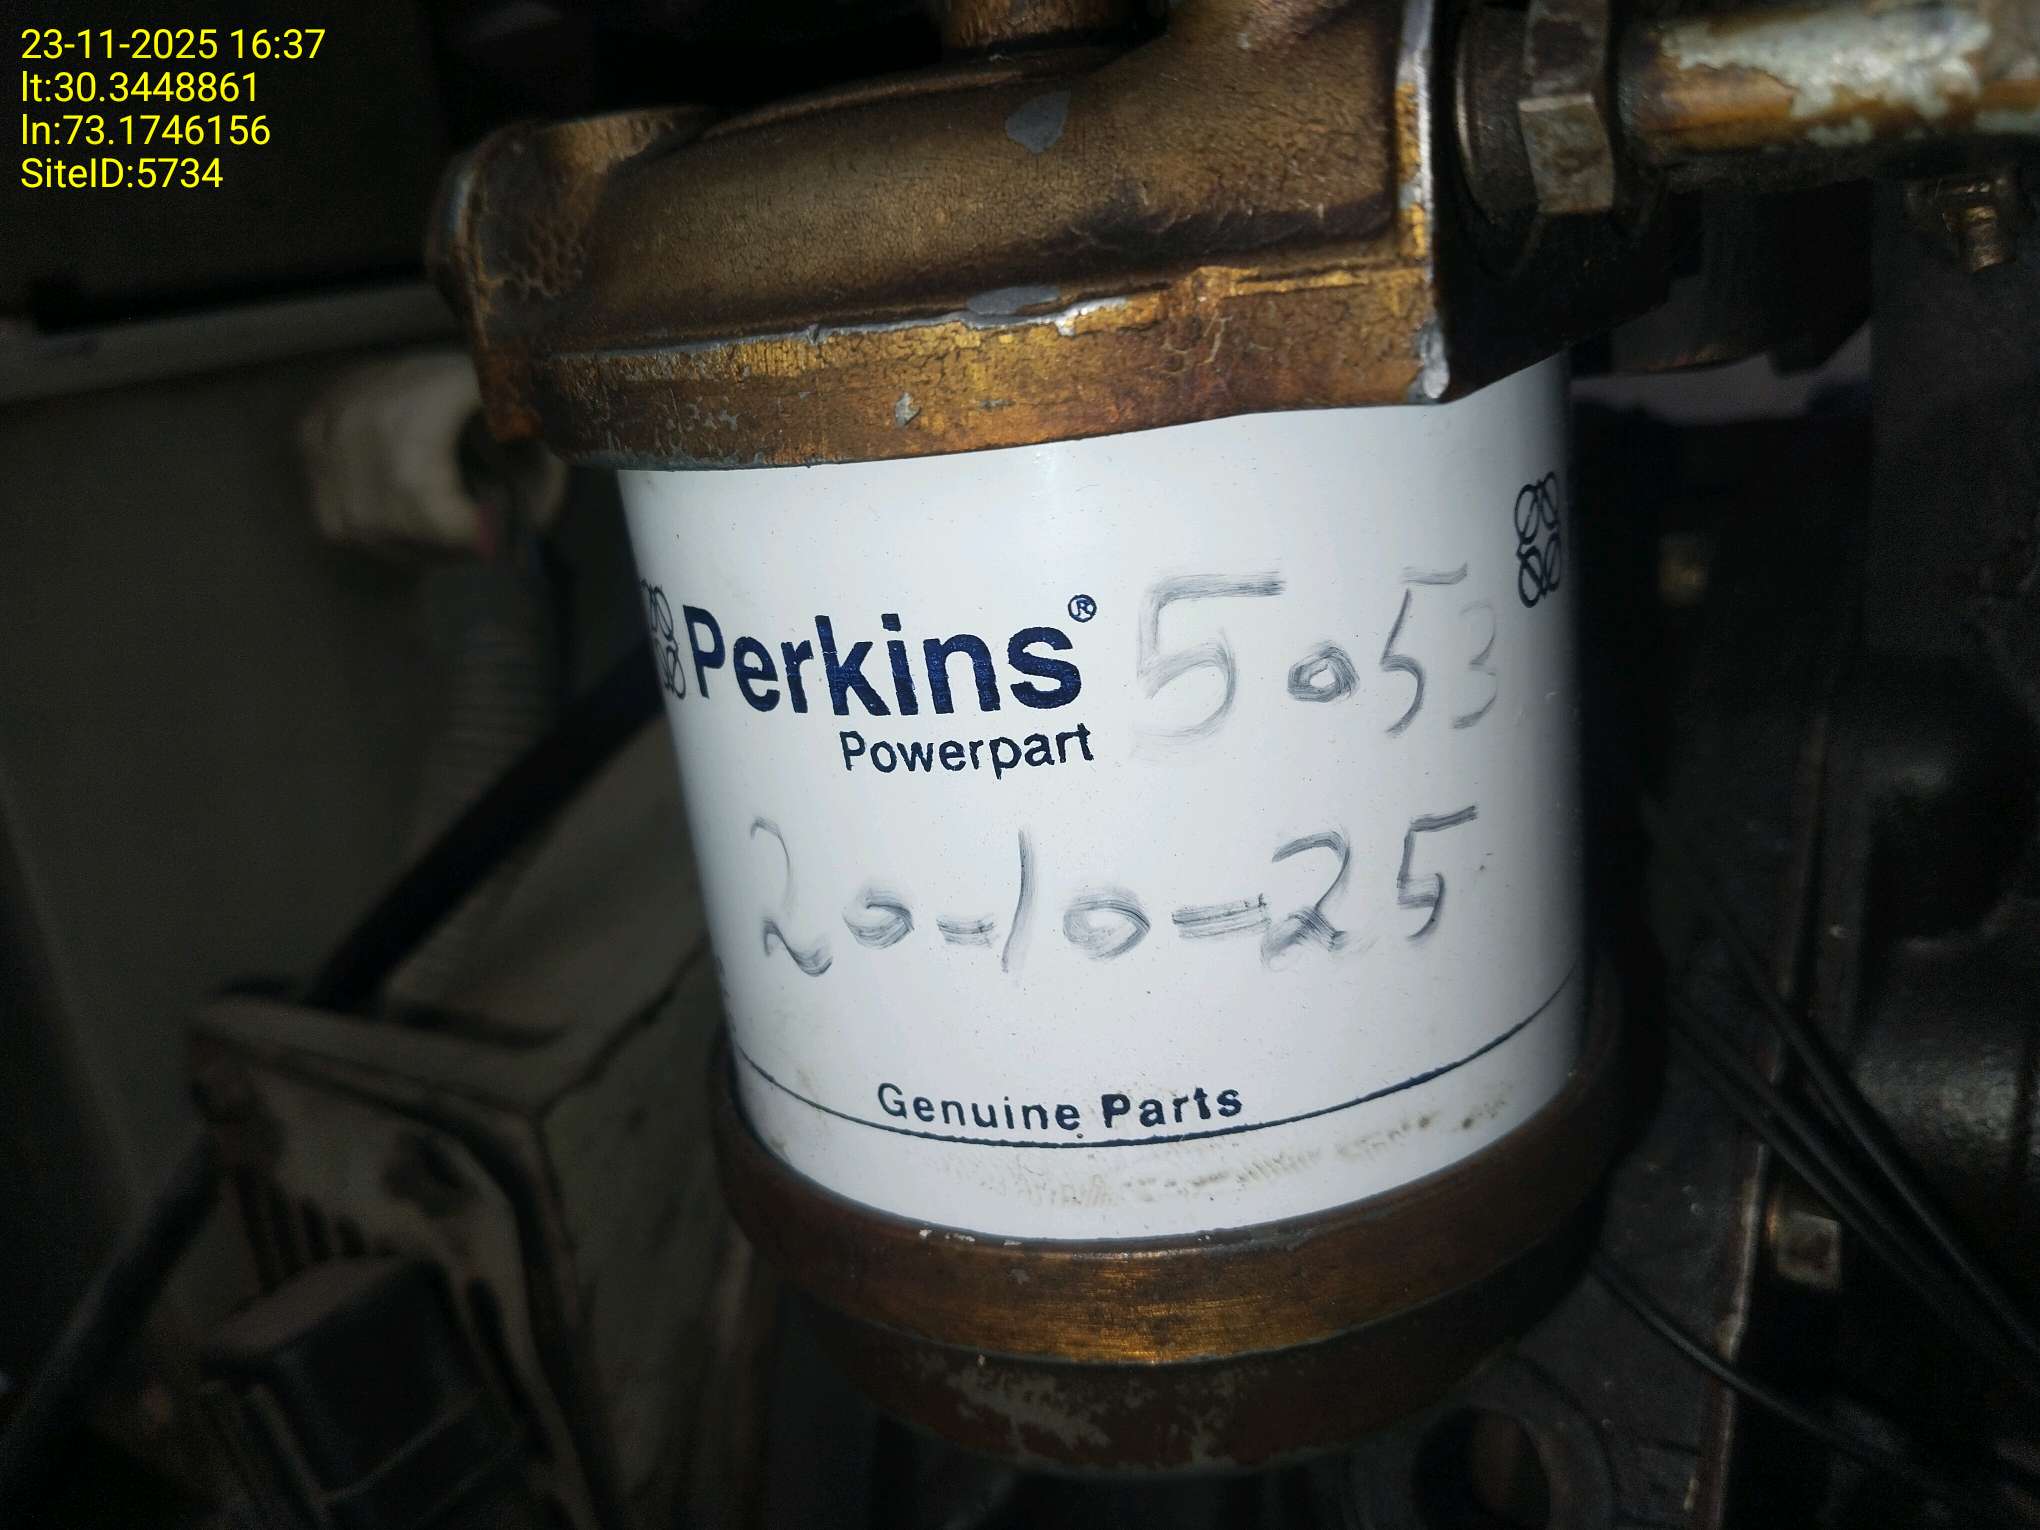 23-11-2025 16:37
lt:30.3448861
ln:73.1746156
SiteID:5734
Perkins® 5053
Powerpart
20-10-25
Genuine Parts